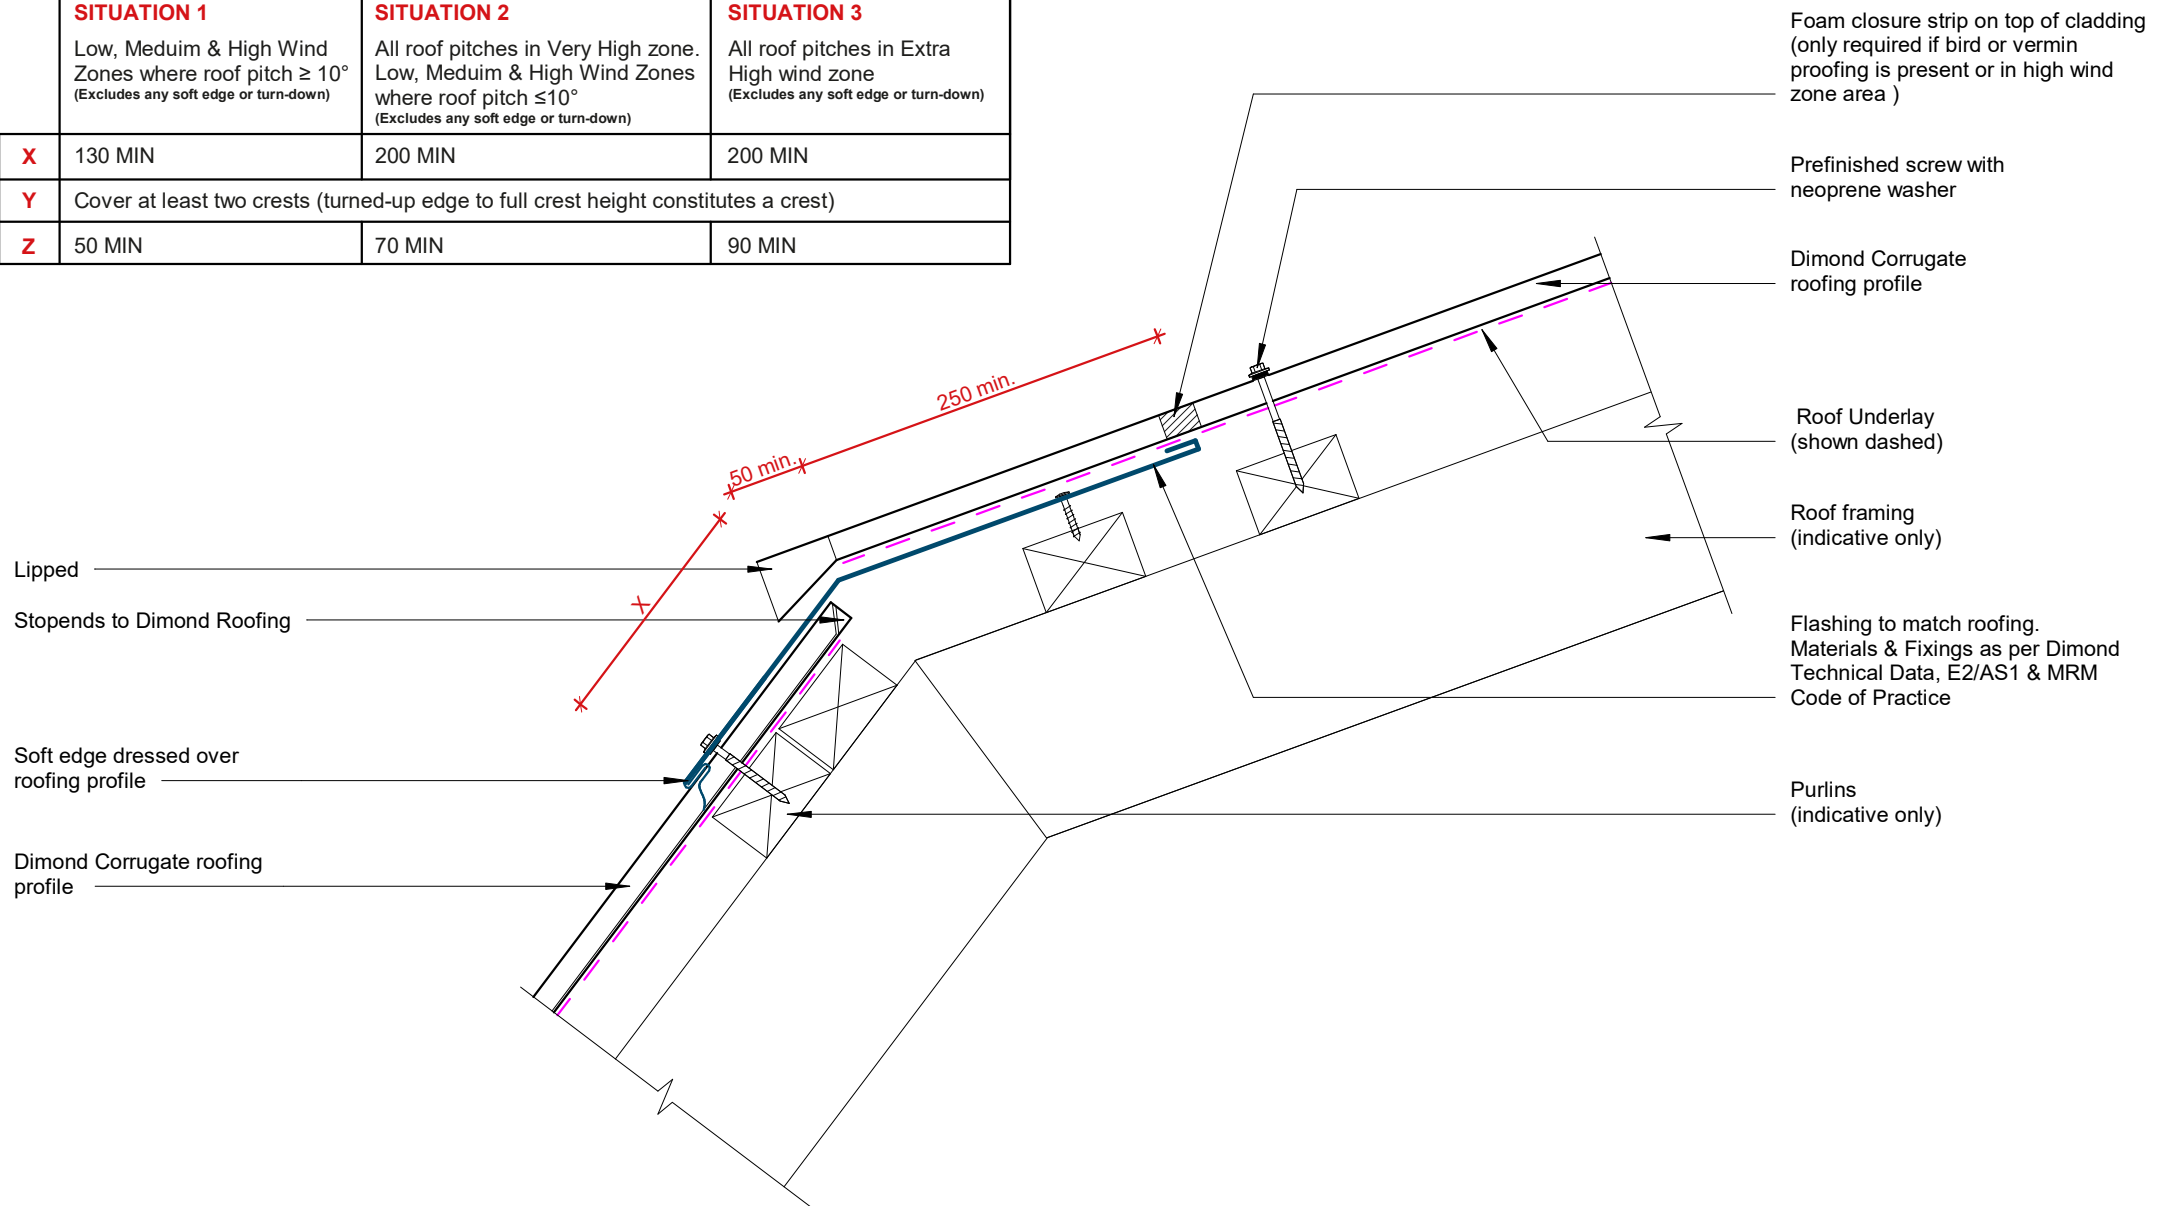 SITUATION 1
Low, Meduim & High Wind
Zones where roof pitch ≥ 10°
(Excludes any soft edge or turn-down)
SITUATION 2
All roof pitches in Very High zone.
Low, Meduim & High Wind Zones
where roof pitch ≤10°
(Excludes any soft edge or turn-down)
SITUATION 3
All roof pitches in Extra
High wind zone
(Excludes any soft edge or turn-down)
X 130 MIN 200 MIN 200 MIN
Y Cover at least two crests (turned-up edge to full crest height constitutes a crest)
Z 50 MIN 70 MIN 90 MIN
Foam closure strip on top of cladding
(only required if bird or vermin
proofing is present or in high wind
zone area )
Prefinished screw with
neoprene washer
Dimond Corrugate
roofing profile
250 min.
50 min.
X
Roof Underlay
(shown dashed)
Roof framing
(indicative only)
Flashing to match roofing.
Materials & Fixings as per Dimond
Technical Data, E2/AS1 & MRM
Code of Practice
Purlins
(indicative only)
Lipped
Stopends to Dimond Roofing
Soft edge dressed over
roofing profile
Dimond Corrugate roofing
profile